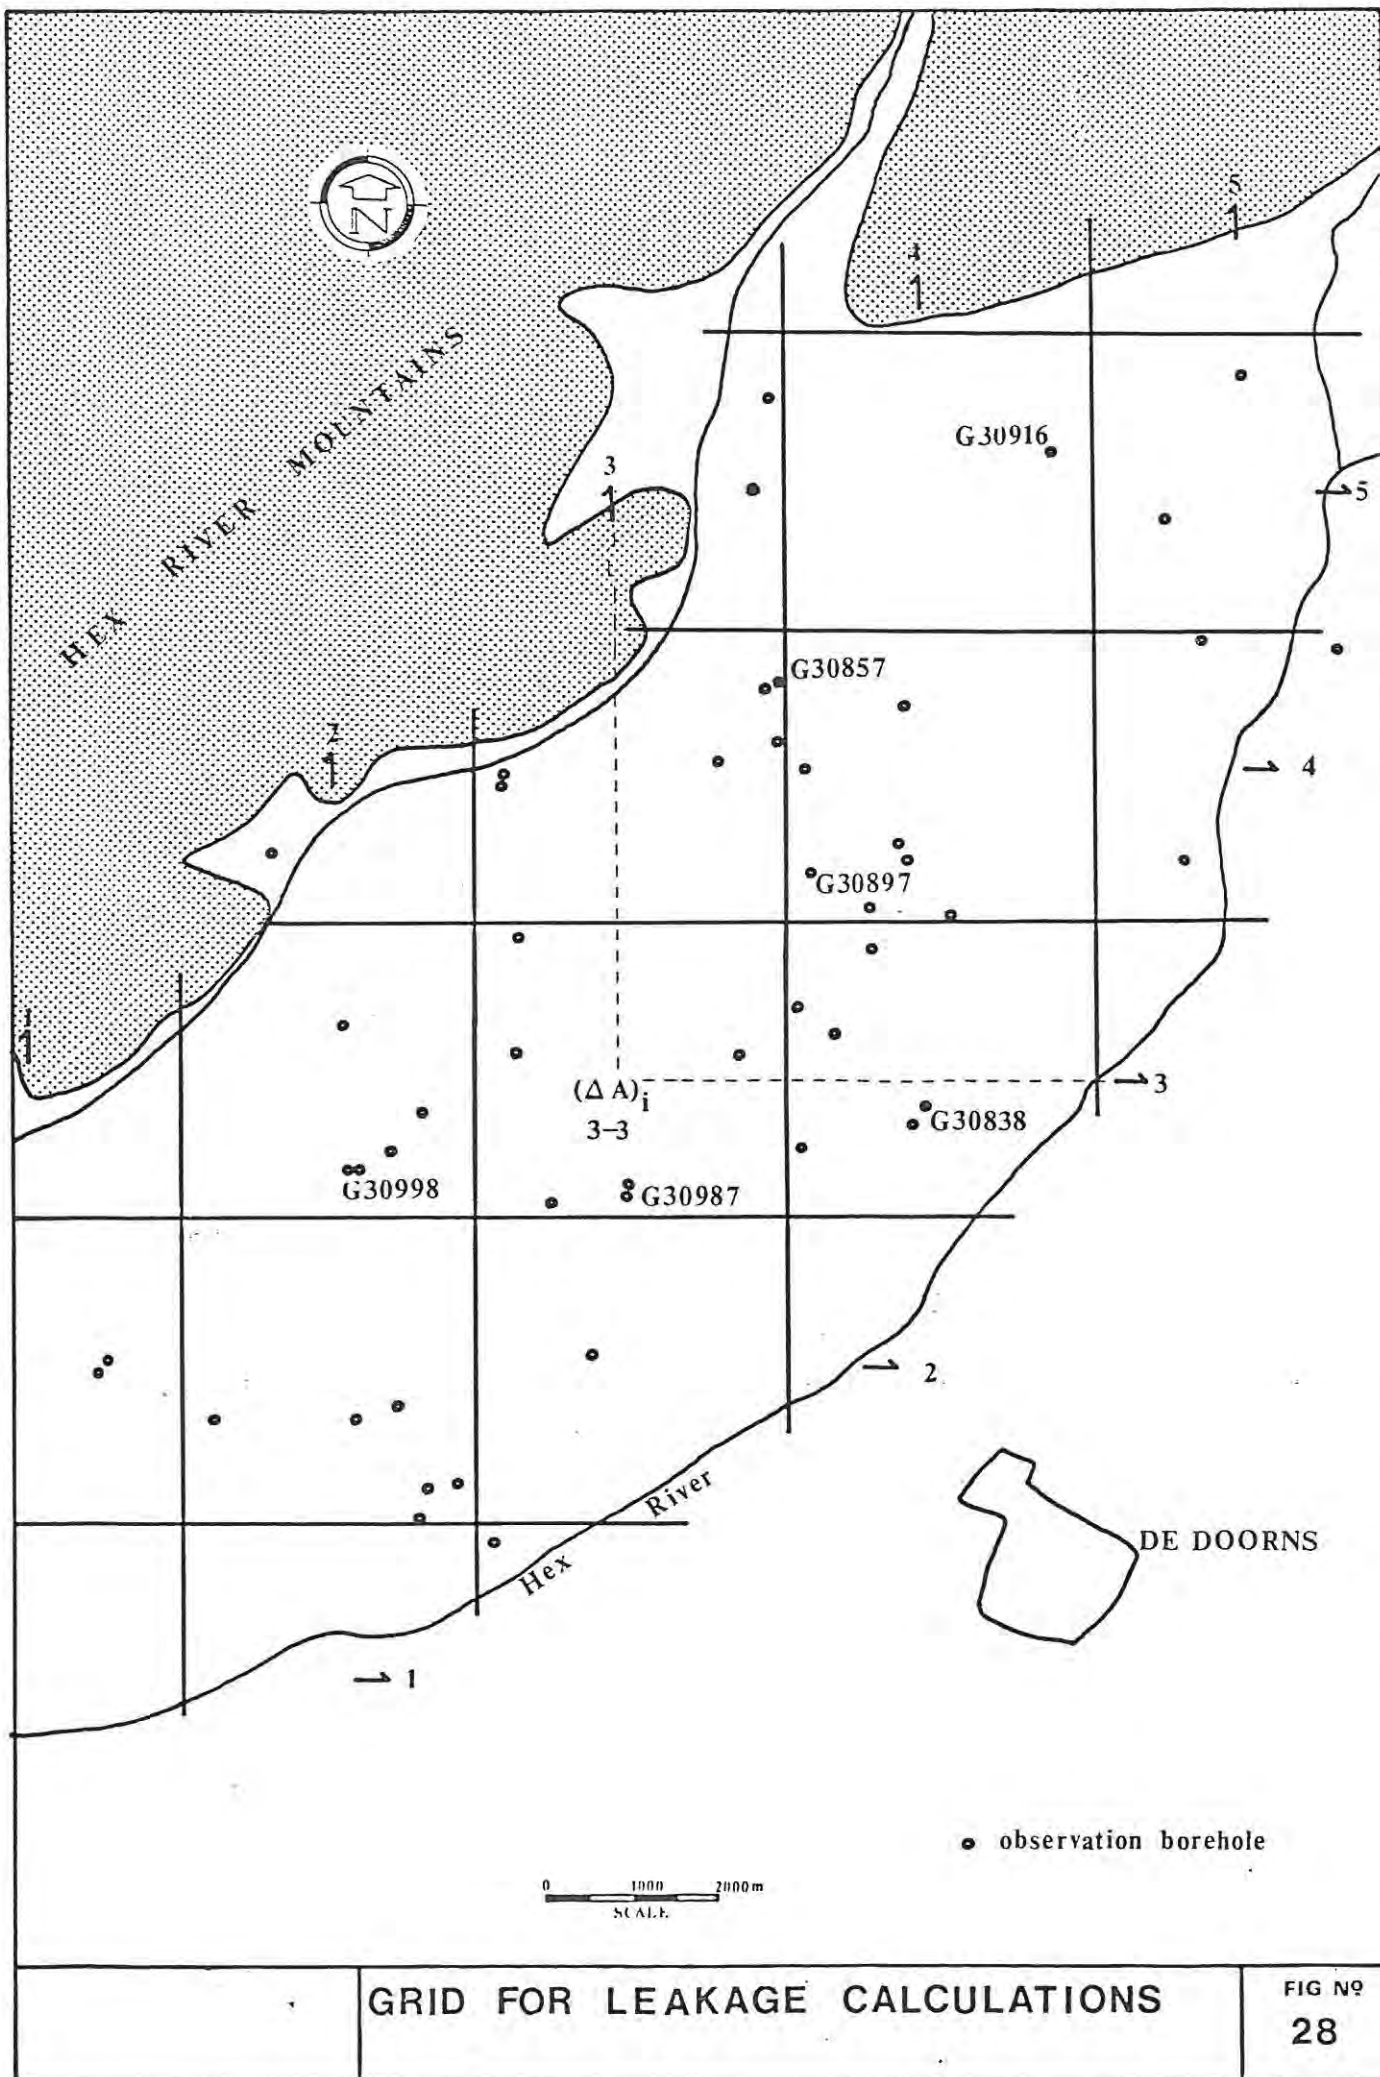 5
4
N
HEX RIVER MOUNTAINS
G30916
3
5
G30857
2
4
G30897
1
(Δ A)i
3-3
3
G30838
G30998
G30987
2
Hex River
DE DOORNS
1
observation borehole
0 1000 2000m
SCALE
GRID FOR LEAKAGE CALCULATIONS
FIG Nº
28